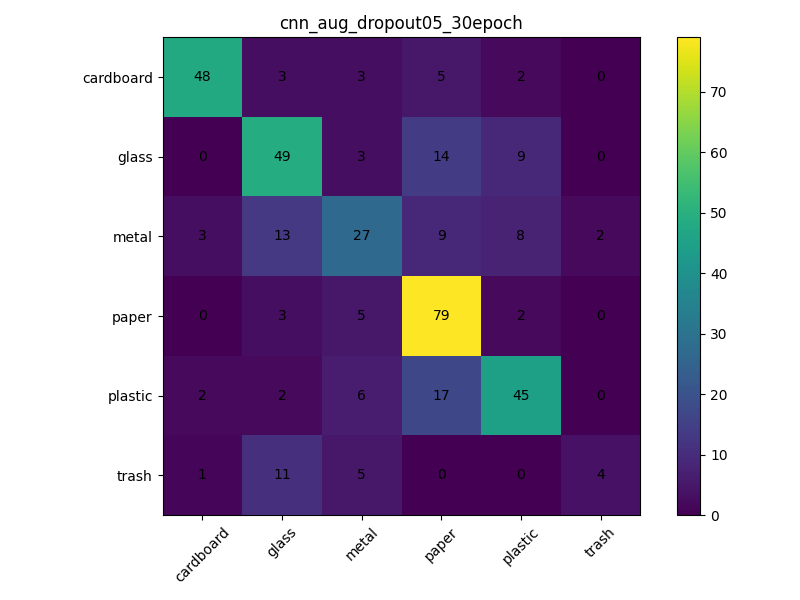 cnn_aug_dropout05_30epoch
cardboard 48 3 3 5 2 0
glass 0 49 3 14 9 0
metal 3 13 27 9 8 2
paper 0 3 5 79 2 0
plastic 2 2 6 17 45 0
trash 1 11 5 0 0 4
cardboard glass metal paper plastic trash
70
60
50
40
30
20
10
0